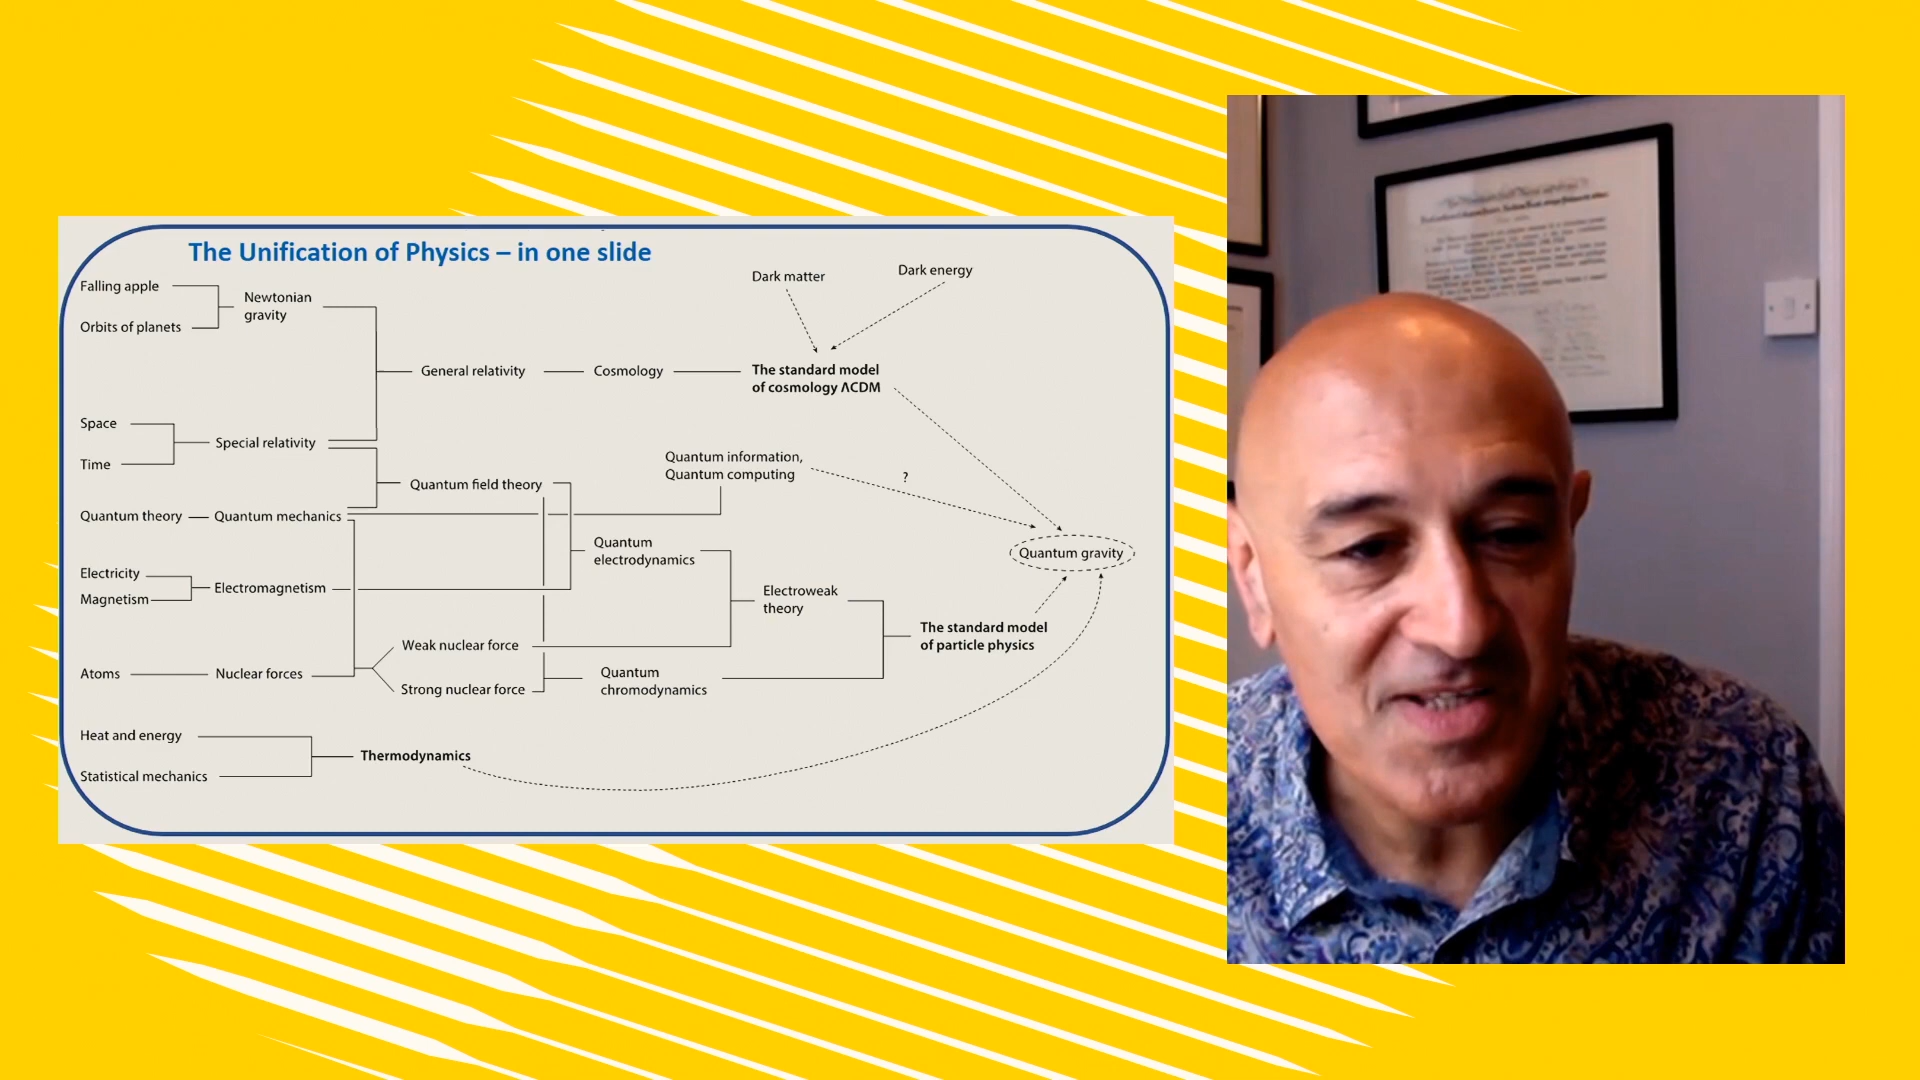 The Unification of Physics – in one slide
Falling apple
Orbits of planets
Newtonian
gravity
Dark matter
Dark energy
General relativity
Cosmology
The standard model
of cosmology ΛCDM
Space
Time
Special relativity
Quantum field theory
Quantum information,
Quantum computing
?
Quantum theory
Quantum mechanics
Quantum
electrodynamics
Quantum gravity
Electricity
Magnetism
Electromagnetism
Electroweak
theory
The standard model
of particle physics
Atoms
Nuclear forces
Weak nuclear force
Strong nuclear force
Quantum
chromodynamics
Heat and energy
Statistical mechanics
Thermodynamics